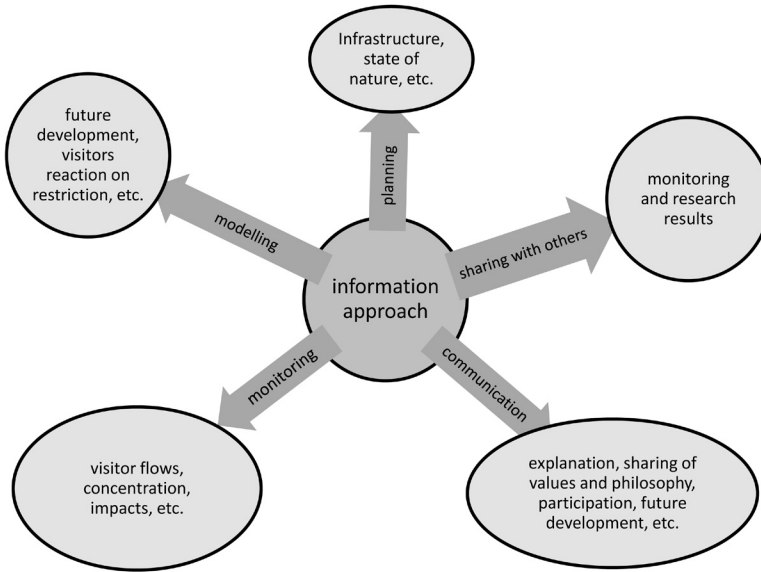 Infrastructure,
state of
nature, etc.
future
development,
visitors
reaction on
restriction, etc.
planning
monitoring
and research
results
modelling
sharing with others
information
approach
monitoring
communication
visitor flows,
concentration,
impacts, etc.
explanation, sharing of
values and philosophy,
participation, future
development, etc.